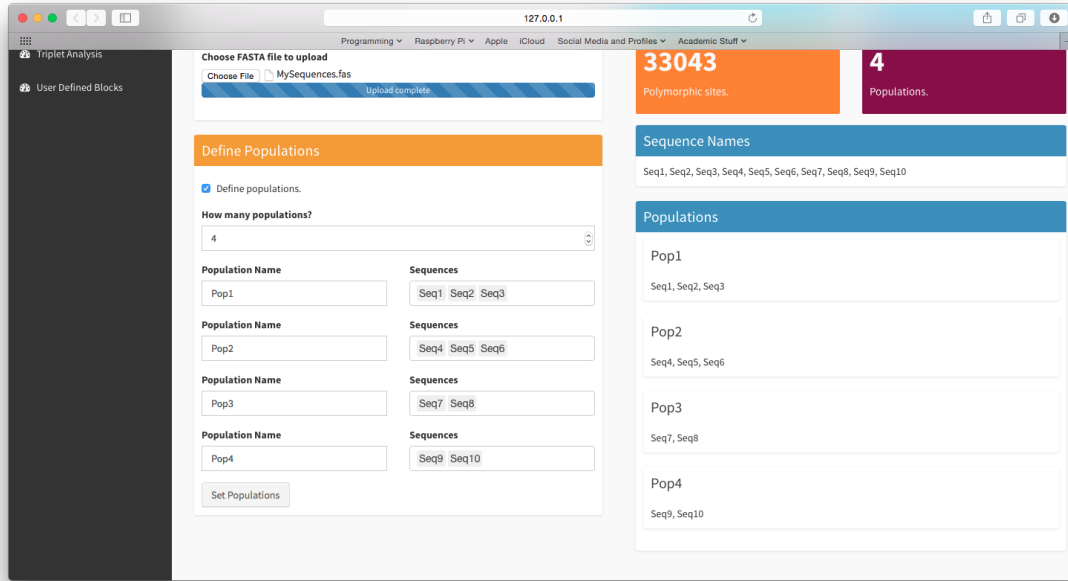 127.0.0.1
Programming Raspberry Pi Apple iCloud Social Media and Profiles Academic Stuff
Triplet Analysis
User Defined Blocks
Choose FASTA file to upload
Choose File MySequences.fas
Upload complete
Define Populations
Define populations.
How many populations?
4
Population Name Sequences
Pop1 Seq1 Seq2 Seq3
Population Name Sequences
Pop2 Seq4 Seq5 Seq6
Population Name Sequences
Pop3 Seq7 Seq8
Population Name Sequences
Pop4 Seq9 Seq10
Set Populations
33043
Polymorphic sites.
4
Populations.
Sequence Names
Seq1, Seq2, Seq3, Seq4, Seq5, Seq6, Seq7, Seq8, Seq9, Seq10
Populations
Pop1
Seq1, Seq2, Seq3
Pop2
Seq4, Seq5, Seq6
Pop3
Seq7, Seq8
Pop4
Seq9, Seq10